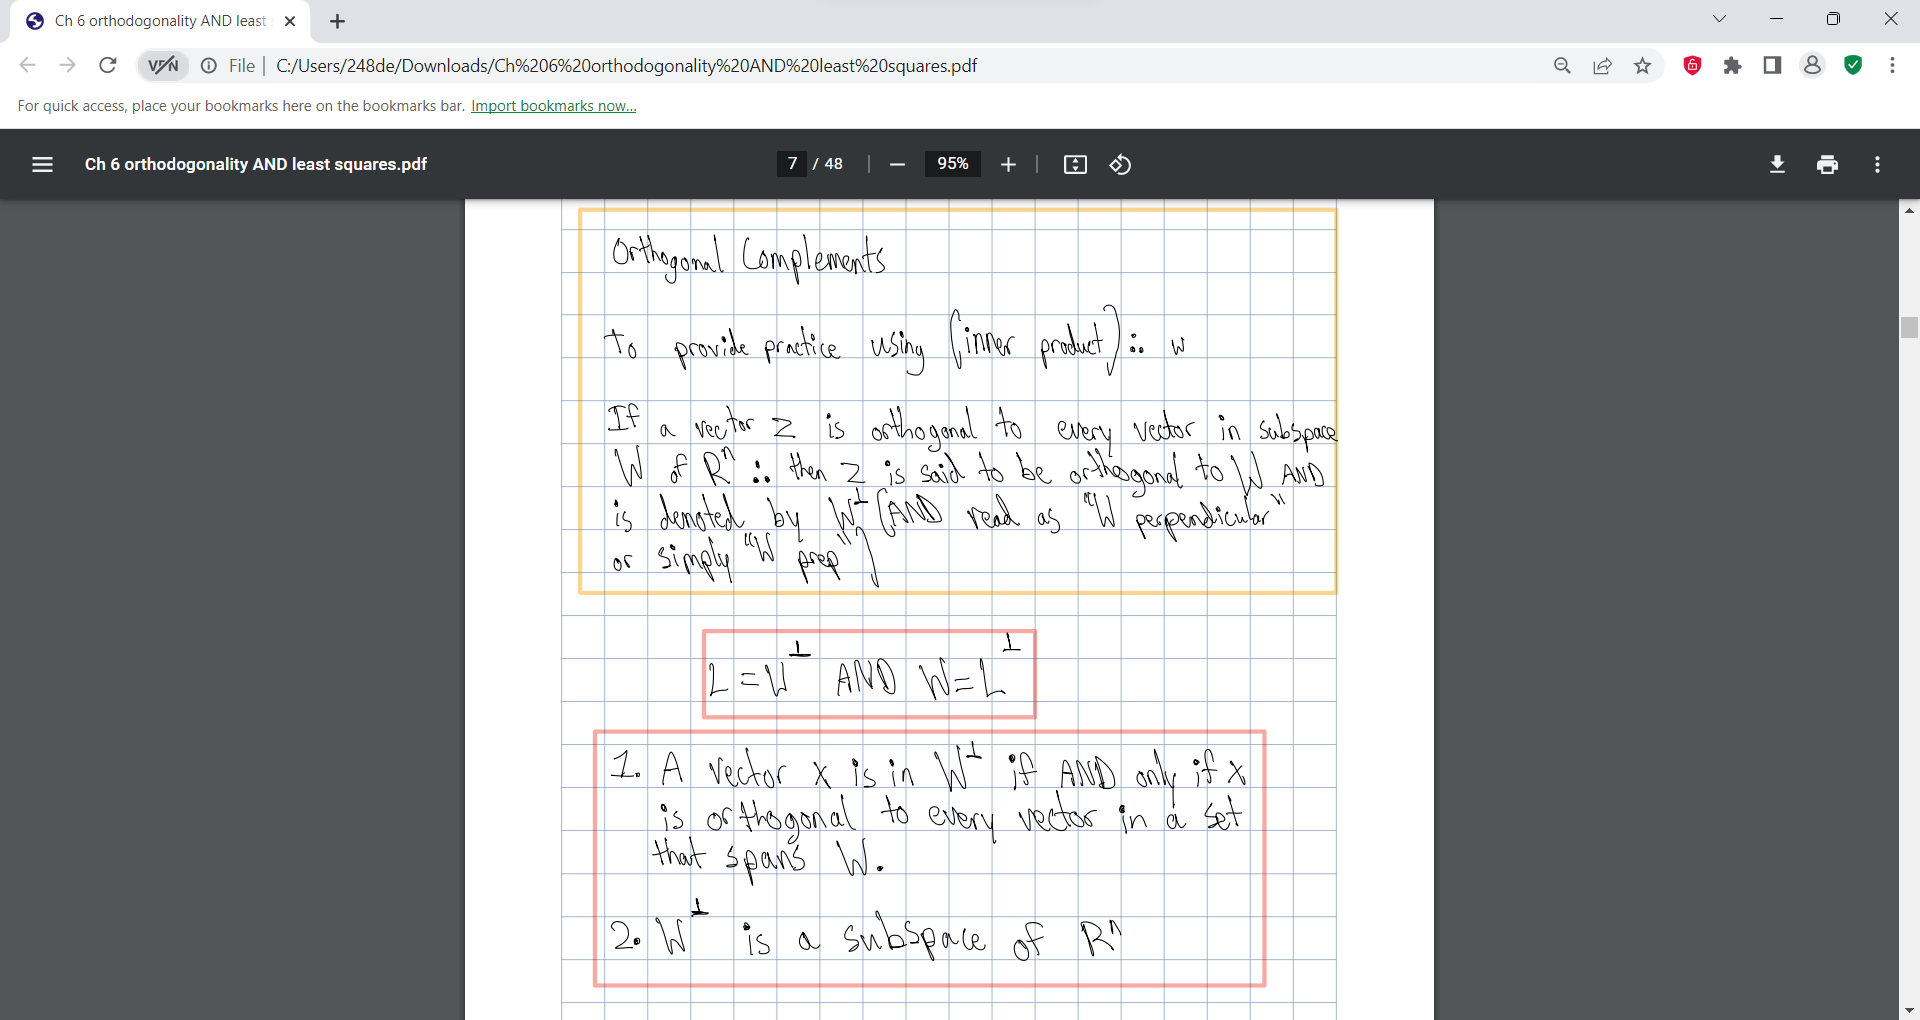 Ch 6 orthodogonality AND least
File C:/Users/248de/Downloads/Ch%206%20orthodogonality%20AND%20least%20squares.pdf
For quick access, place your bookmarks here on the bookmarks bar. Import bookmarks now...
Ch 6 orthodogonality AND least squares.pdf 7 / 48 95%
Orthogonal Complements
to provide practice using (inner product) ∴ w
If a vector z is orthogonal to every vector in subspace
W of Rⁿ ∴ then z is said to be orthogonal to W AND
is denoted by W⊥ (AND read as "W perpendicular"
or simply "W prep")
L=W⊥ AND W=L⊥
1. A vector x is in W⊥ if AND only if x
is orthogonal to every vector in a set
that spans W.
2. W⊥ is a subspace of Rⁿ